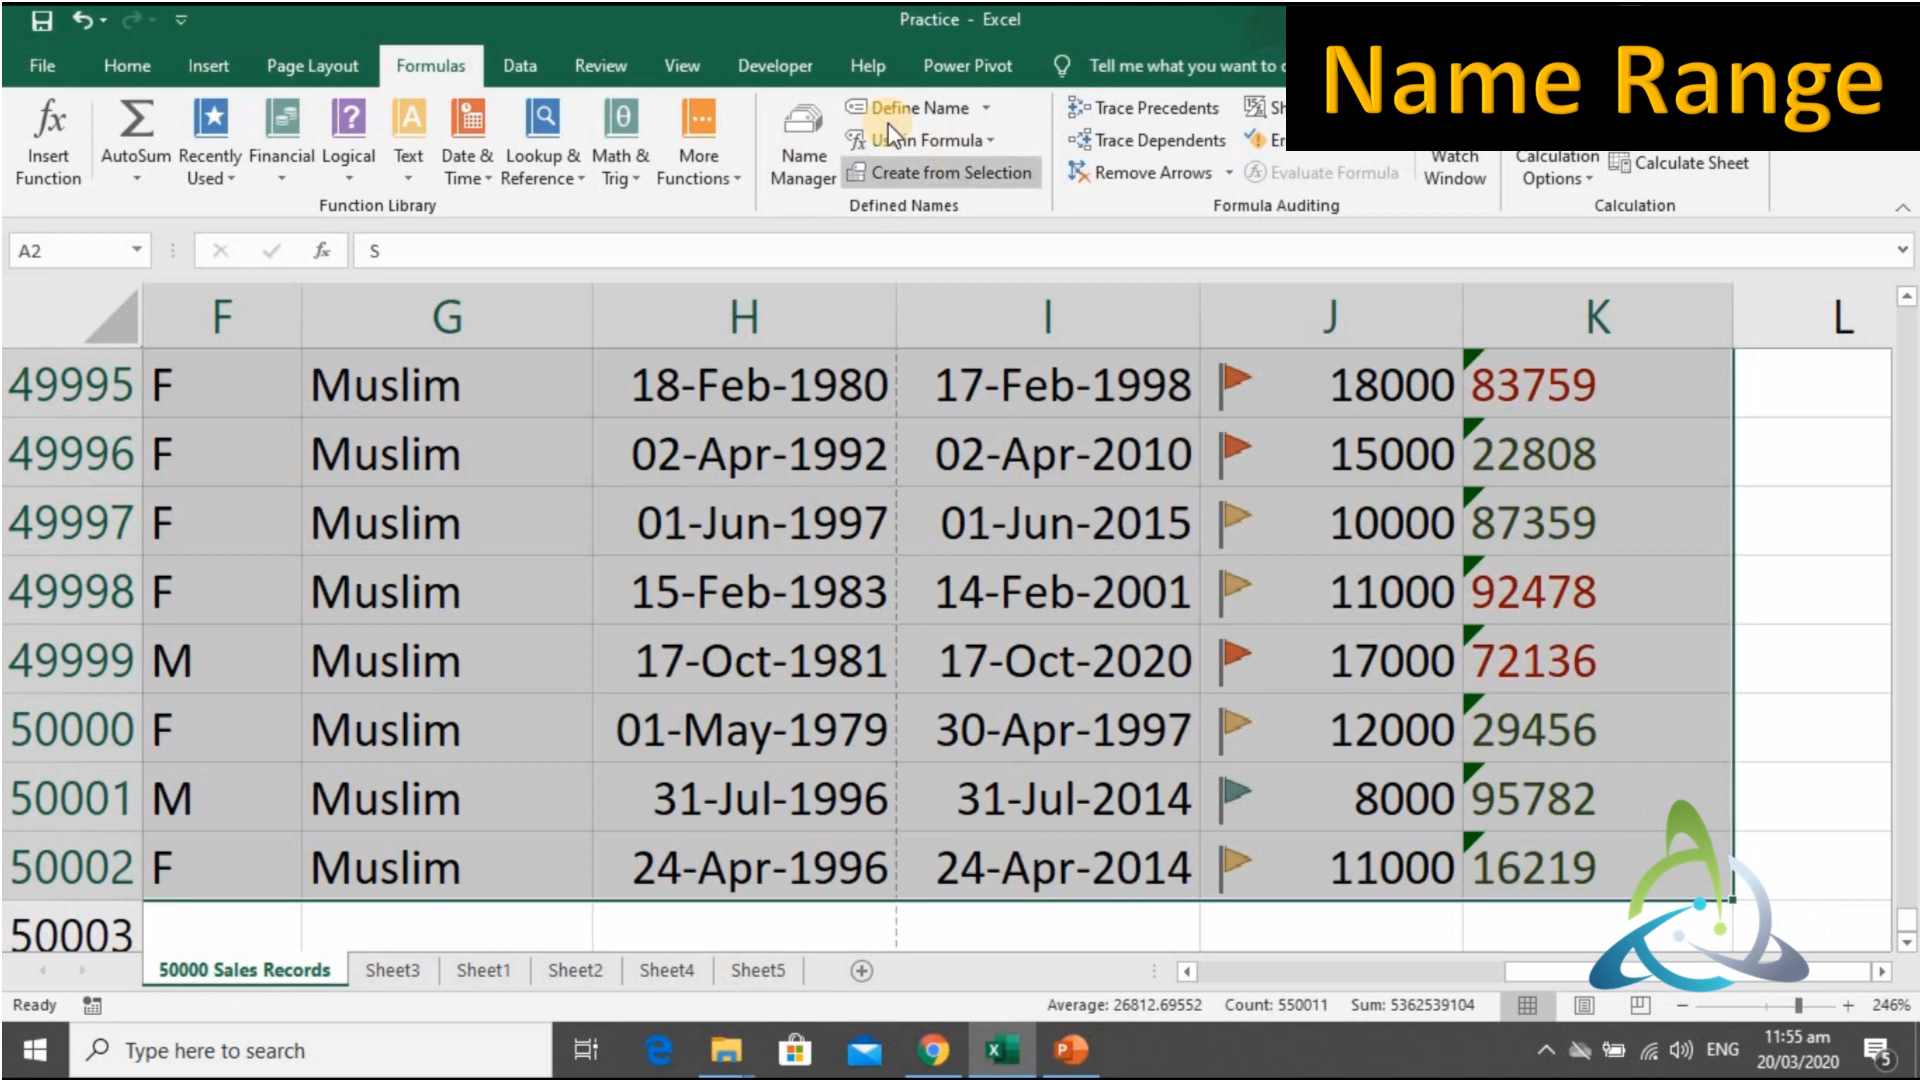 Practice - Excel
Name Range
File Home Insert Page Layout Formulas Data Review View Developer Help Power Pivot Tell me what you want to
Insert Function
AutoSum
Recently Used
Financial
Logical
Text
Date & Time
Lookup & Reference
Math & Trig
More Functions
Function Library
Name Manager
Define Name
Use in Formula
Create from Selection
Defined Names
Trace Precedents
Trace Dependents
Remove Arrows
Evaluate Formula
Formula Auditing
Watch Window
Calculation Options
Calculate Sheet
Calculation
A2 fx S
F G H I J K L
49995 F Muslim 18-Feb-1980 17-Feb-1998 18000 83759
49996 F Muslim 02-Apr-1992 02-Apr-2010 15000 22808
49997 F Muslim 01-Jun-1997 01-Jun-2015 10000 87359
49998 F Muslim 15-Feb-1983 14-Feb-2001 11000 92478
49999 M Muslim 17-Oct-1981 17-Oct-2020 17000 72136
50000 F Muslim 01-May-1979 30-Apr-1997 12000 29456
50001 M Muslim 31-Jul-1996 31-Jul-2014 8000 95782
50002 F Muslim 24-Apr-1996 24-Apr-2014 11000 16219
50003
50000 Sales Records Sheet3 Sheet1 Sheet2 Sheet4 Sheet5
Ready Average: 26812.69552 Count: 550011 Sum: 5362539104 246%
Type here to search ENG 11:55 am
20/03/2020 5